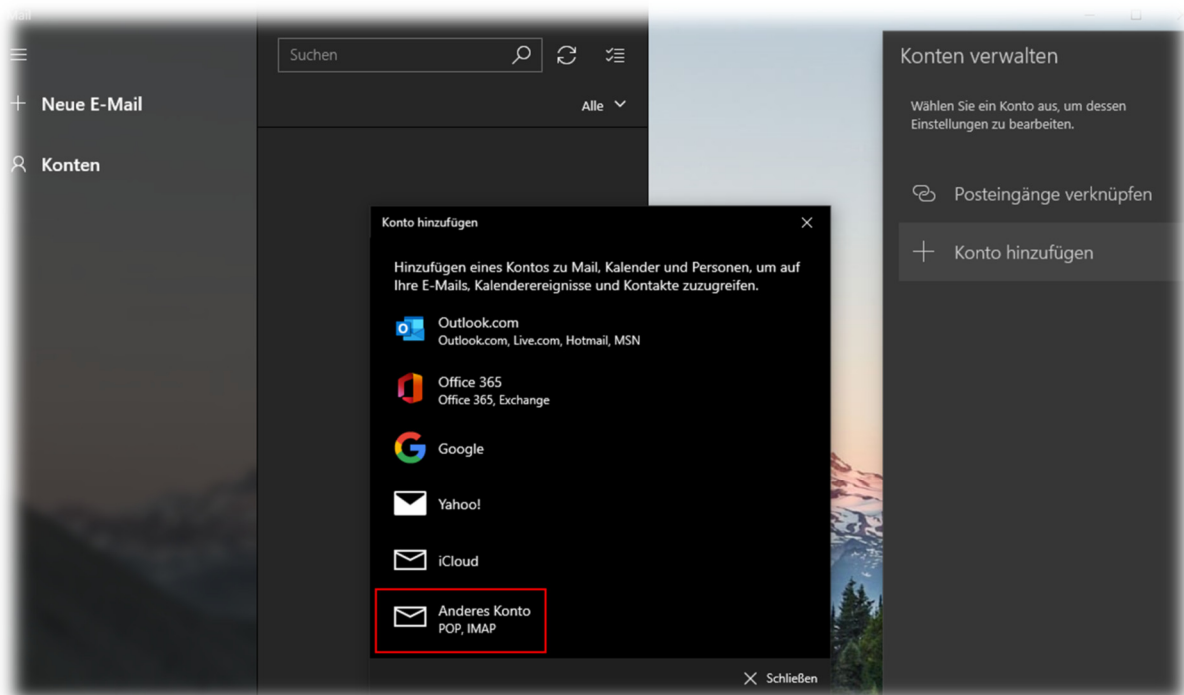 Mail
Suchen
Alle
Neue E-Mail
Konten
Konto hinzufügen
Hinzufügen eines Kontos zu Mail, Kalender und Personen, um auf
Ihre E-Mails, Kalenderereignisse und Kontakte zuzugreifen.
Outlook.com
Outlook.com, Live.com, Hotmail, MSN
Office 365
Office 365, Exchange
Google
Yahoo!
iCloud
Anderes Konto
POP, IMAP
Schließen
Konten verwalten
Wählen Sie ein Konto aus, um dessen
Einstellungen zu bearbeiten.
Posteingänge verknüpfen
Konto hinzufügen